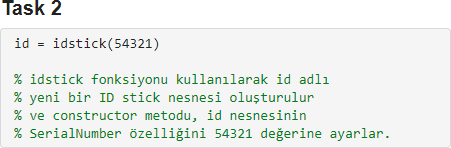 Task 2
id = idstick(54321)
% idstick fonksiyonu kullanılarak id adlı
% yeni bir ID stick nesnesi oluşturulur
% ve constructor metodu, id nesnesinin
% SerialNumber özelliğini 54321 değerine ayarlar.